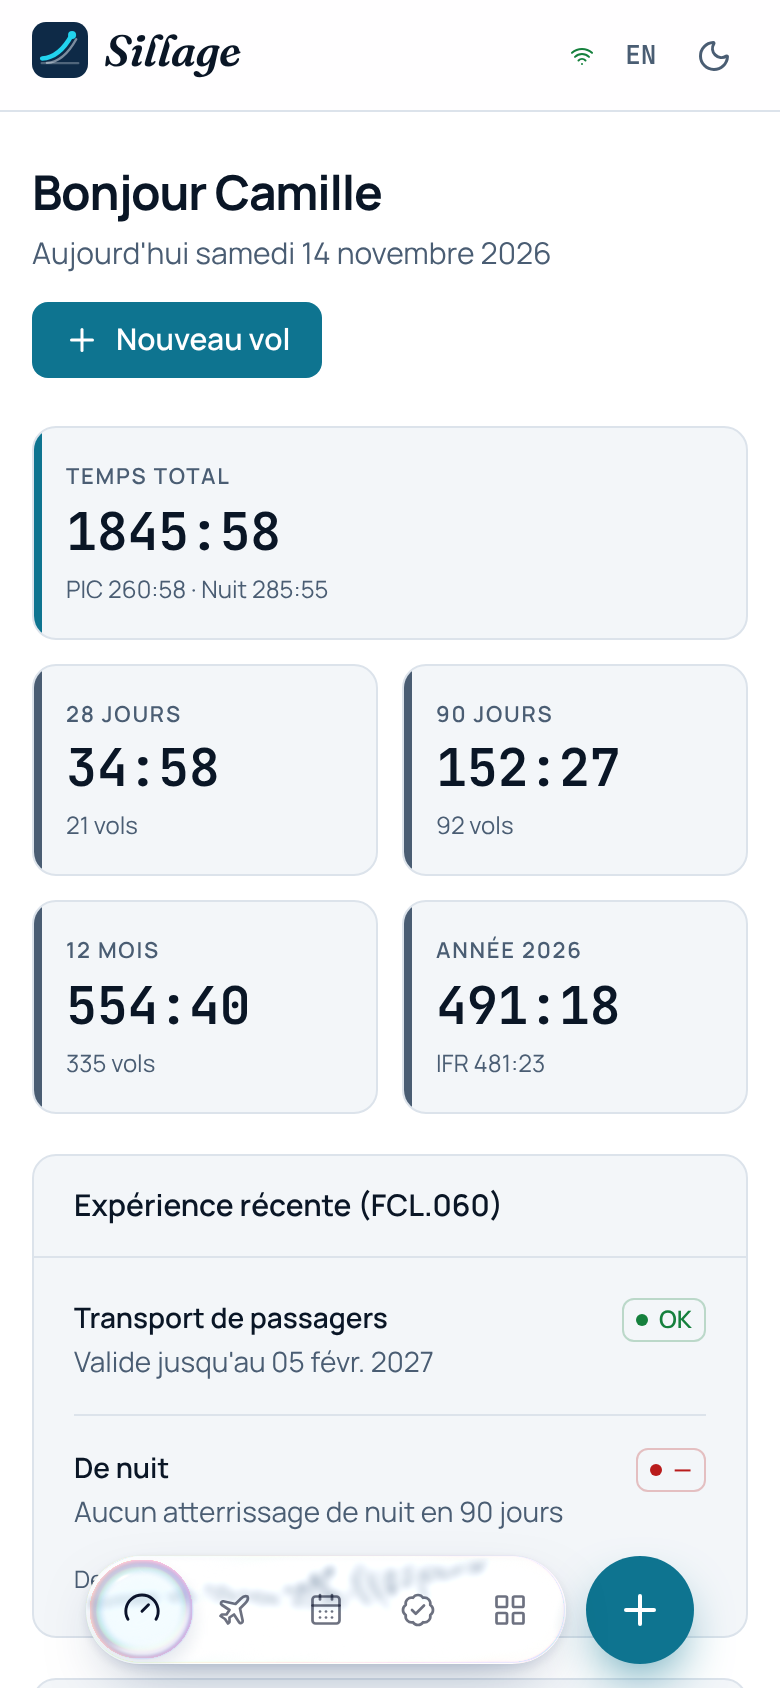 Sillage
EN
Bonjour Camille
Aujourd'hui samedi 14 novembre 2026
Nouveau vol
TEMPS TOTAL
1845:58
PIC 260:58 · Nuit 285:55
28 JOURS
34:58
21 vols
90 JOURS
152:27
92 vols
12 MOIS
554:40
335 vols
ANNÉE 2026
491:18
IFR 481:23
Expérience récente (FCL.060)
Transport de passagers
OK
Valide jusqu'au 05 févr. 2027
De nuit
—
Aucun atterrissage de nuit en 90 jours